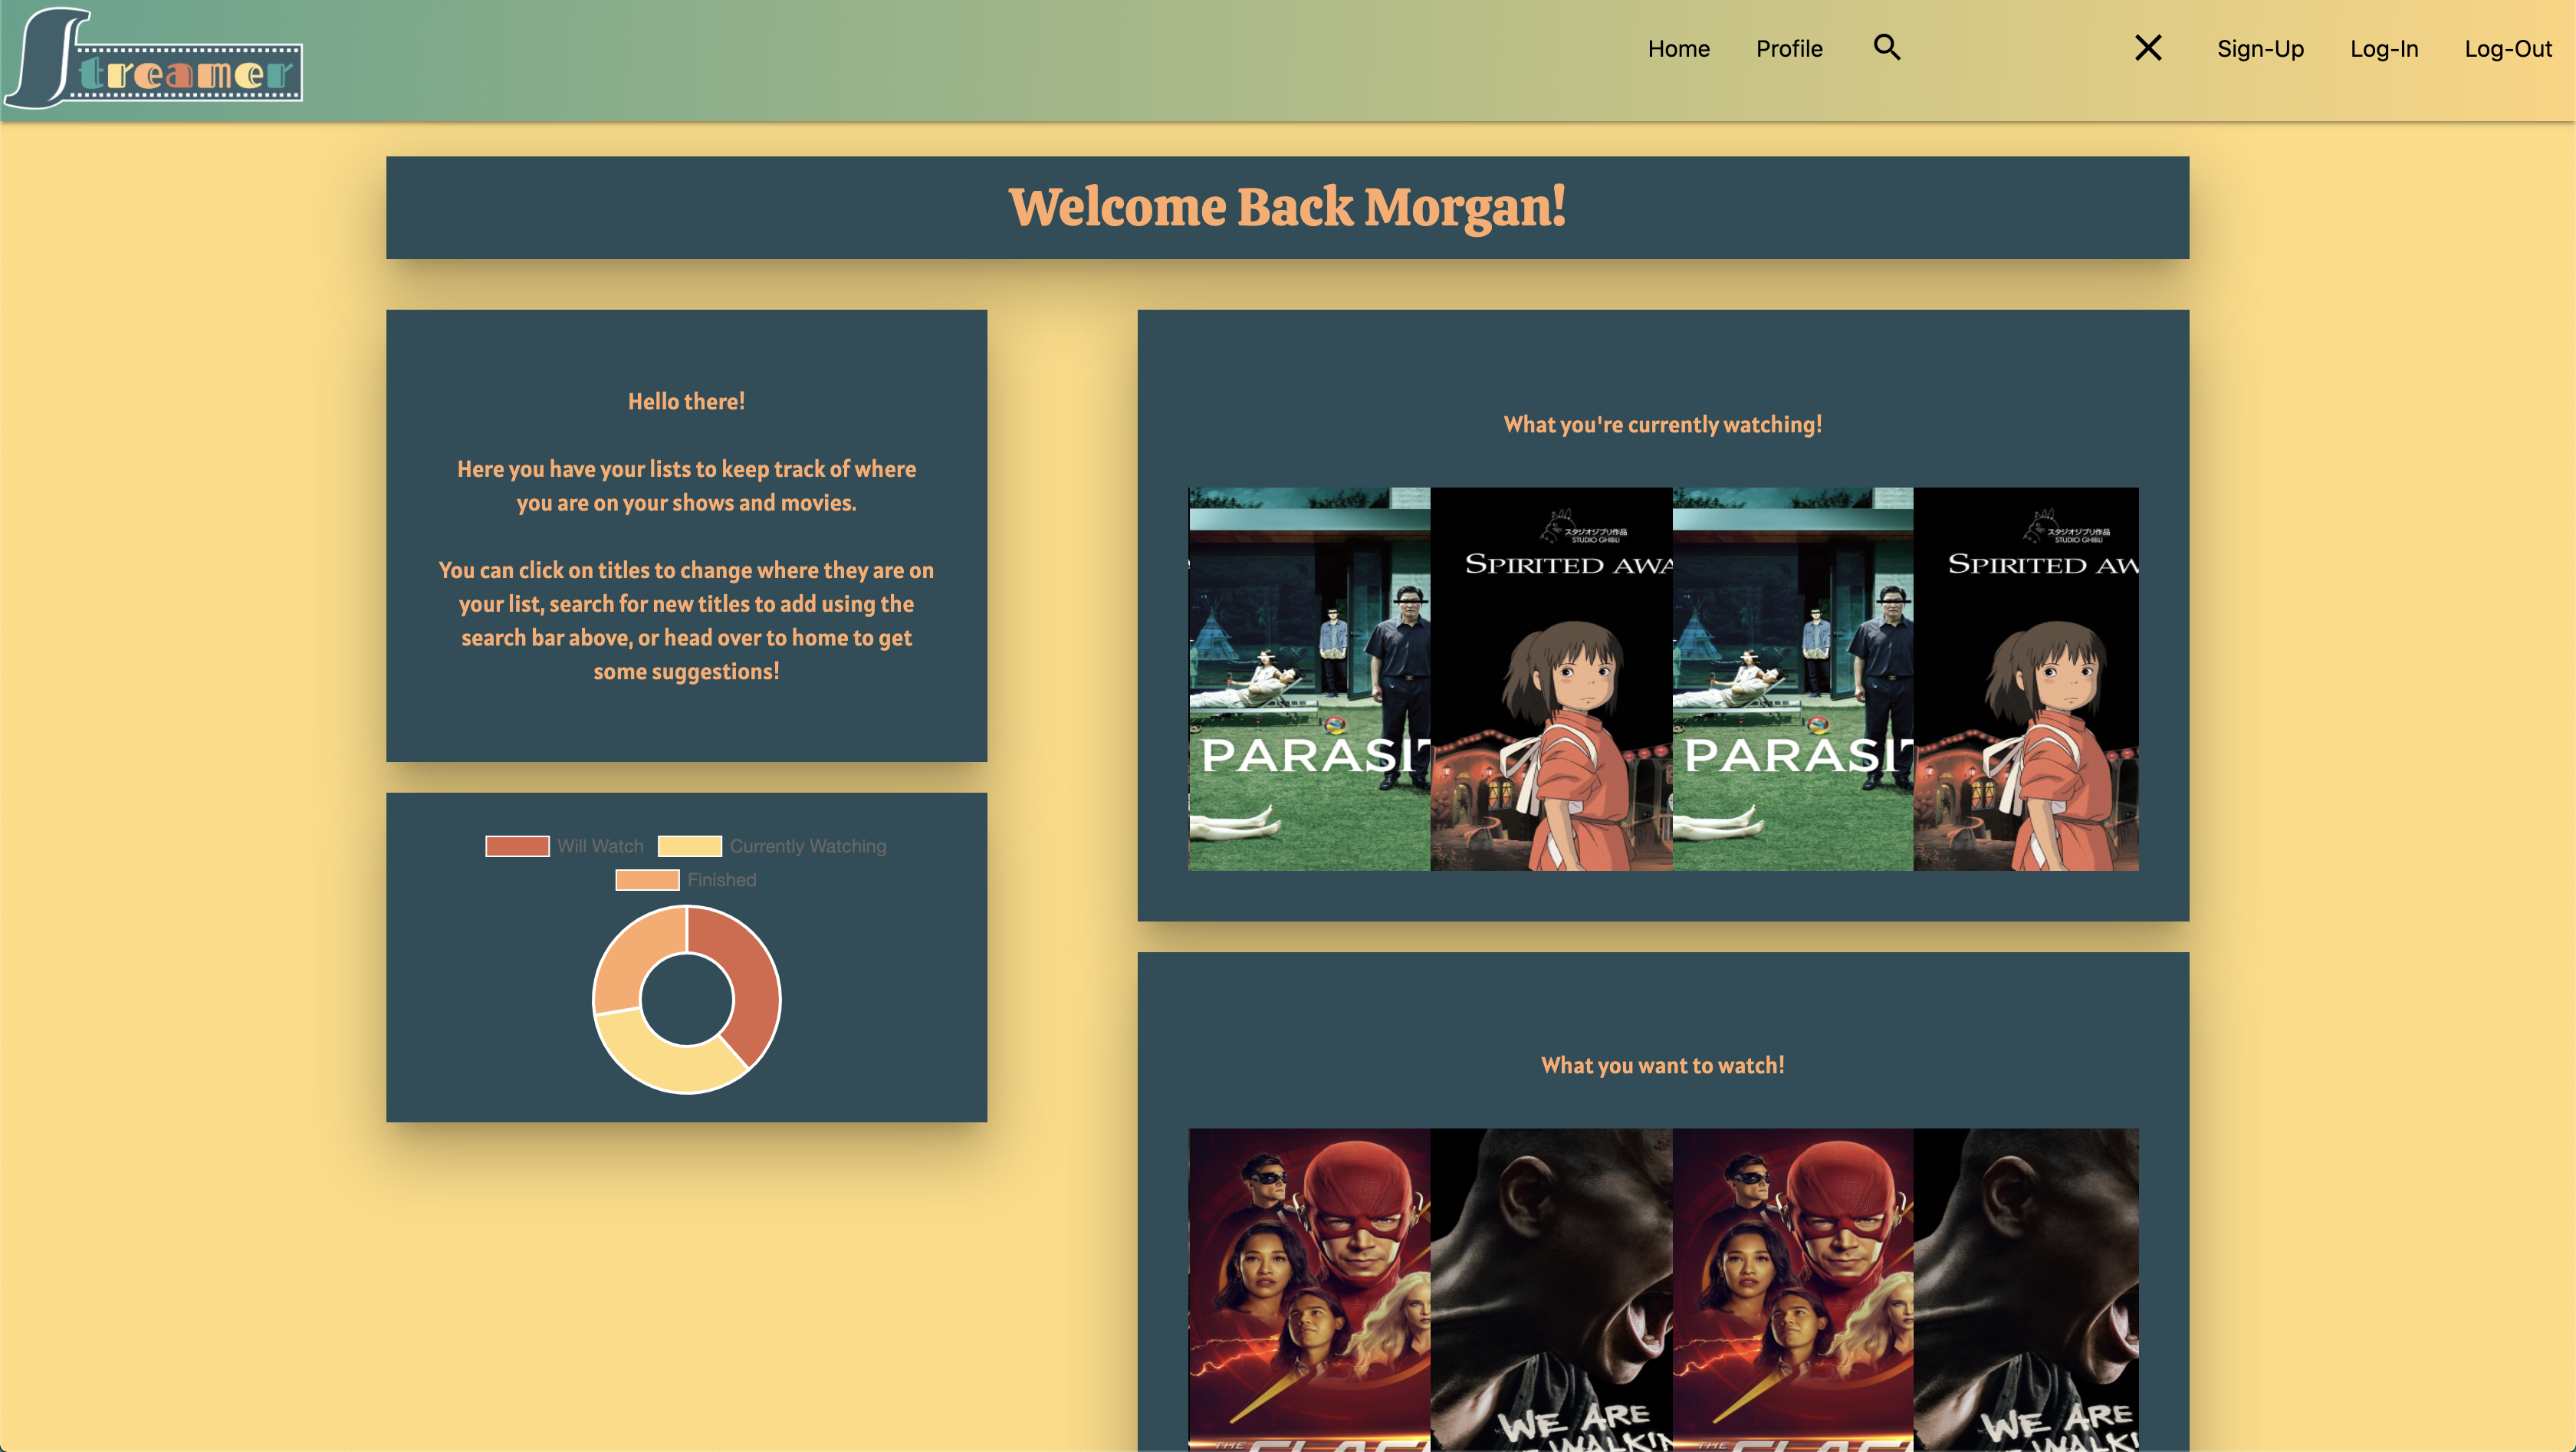 Streamer
Home Profile Sign-Up Log-In Log-Out
Welcome Back Morgan!
Hello there!
Here you have your lists to keep track of where
you are on your shows and movies.
You can click on titles to change where they are on
your list, search for new titles to add using the
search bar above, or head over to home to get
some suggestions!
Will Watch Currently Watching
Finished
What you're currently watching!
スタジオジブリ作品
STUDIO GHIBLI
SPIRITED AWA
PARASIT
スタジオジブリ作品
STUDIO GHIBLI
SPIRITED AW
PARASIT
What you want to watch!
WE ARE
WALKIN
THE
WE ARE
WALKI
THE